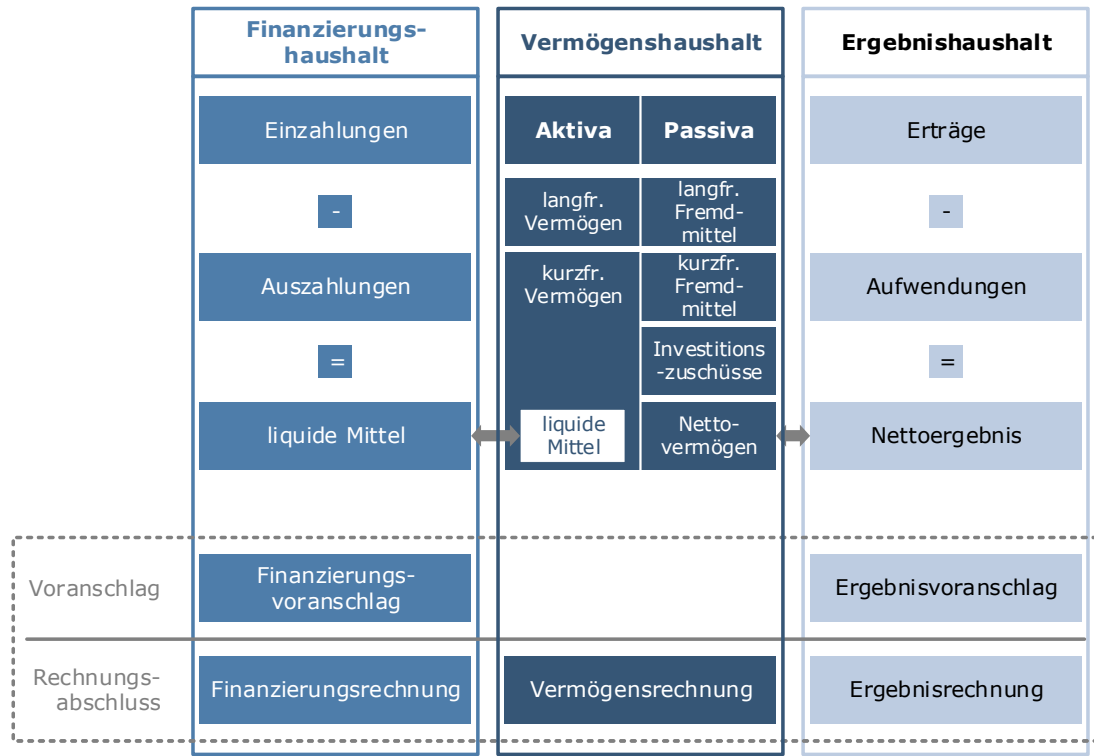 Finanzierungs-
haushalt
Vermögenshaushalt
Ergebnishaushalt
Einzahlungen
Aktiva
Passiva
Erträge
-
langfr.
Vermögen
langfr.
Fremd-
mittel
-
Auszahlungen
kurzfr.
Vermögen
kurzfr.
Fremd-
mittel
Aufwendungen
=
Investitions
-zuschüsse
=
liquide Mittel
liquide
Mittel
Netto-
vermögen
Nettoergebnis
Voranschlag
Finanzierungs-
voranschlag
Ergebnisvoranschlag
Rechnungs-
abschluss
Finanzierungsrechnung
Vermögensrechnung
Ergebnisrechnung